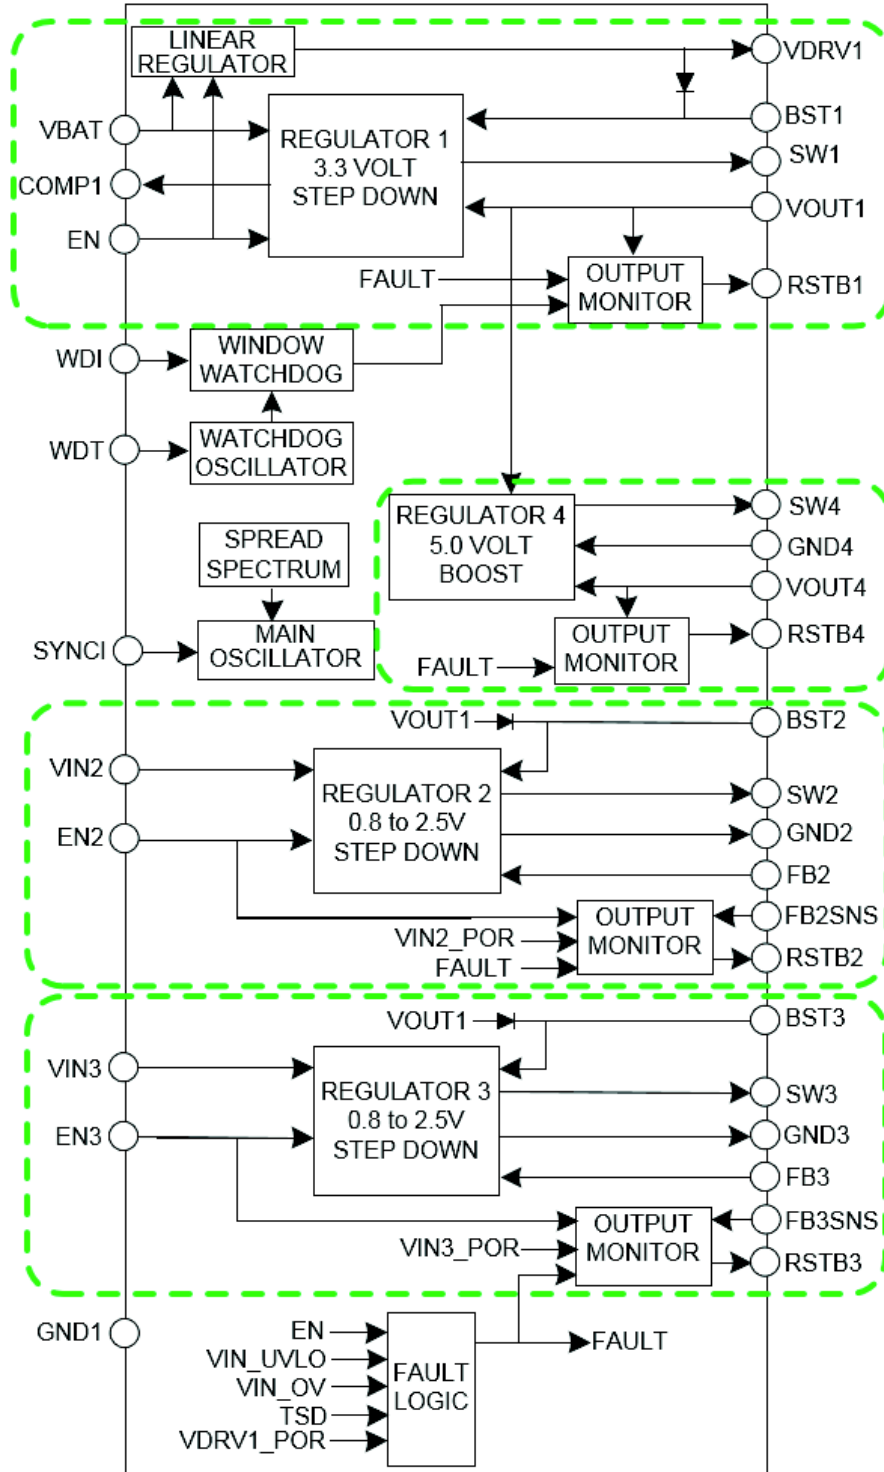 LINEAR
REGULATOR
VDRV1
VBAT
REGULATOR 1
3.3 VOLT
STEP DOWN
BST1
SW1
COMP1
VOUT1
EN
FAULT
OUTPUT
MONITOR
RSTB1
WDI
WINDOW
WATCHDOG
WDT
WATCHDOG
OSCILLATOR
REGULATOR 4
5.0 VOLT
BOOST
SW4
GND4
VOUT4
SPREAD
SPECTRUM
SYNCI
MAIN
OSCILLATOR
OUTPUT
MONITOR
RSTB4
FAULT
VOUT1
BST2
VIN2
REGULATOR 2
0.8 to 2.5V
STEP DOWN
SW2
EN2
GND2
FB2
OUTPUT
MONITOR
FB2SNS
VIN2_POR
FAULT
RSTB2
VOUT1
BST3
VIN3
REGULATOR 3
0.8 to 2.5V
STEP DOWN
SW3
EN3
GND3
FB3
OUTPUT
MONITOR
FB3SNS
VIN3_POR
RSTB3
GND1
EN
VIN_UVLO
VIN_OV
TSD
VDRV1_POR
FAULT
LOGIC
FAULT